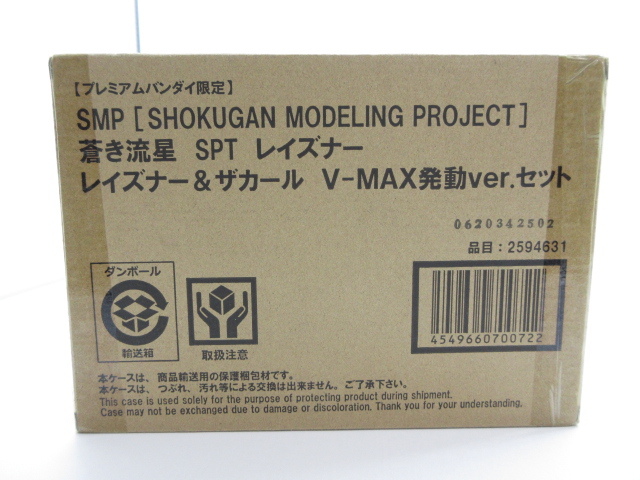 【プレミアムバンダイ限定】
SMP [SHOKUGAN MODELING PROJECT]
蒼き流星 SPT レイズナー
レイズナー＆ザカール V-MAX発動ver.セット
0620342502
品目：2594631
ダンボール
輸送箱
取扱注意
4549660700722
本ケースは、商品輸送用の保護梱包材です。
本ケースは、つぶれ、汚れ等による交換は出来ません。ご了承下さい。
This case is used solely for the purpose of protecting product during shipment.
Case may not be exchanged due to damage or discoloration. Thank you for your understanding.